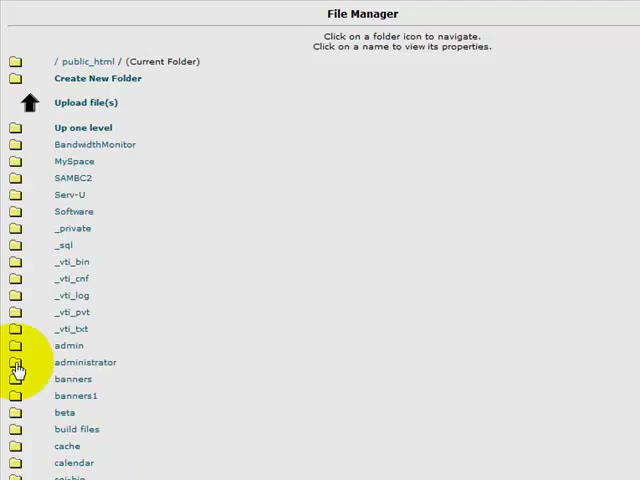 File Manager
Click on a folder icon to navigate.
Click on a name to view its properties.
/ public_html / (Current Folder)
Create New Folder
Upload file(s)
Up one level
BandwidthMonitor
MySpace
SAMBC2
Serv-U
Software
_private
_sql
_vti_bin
_vti_cnf
_vti_log
_vti_pvt
_vti_txt
admin
administrator
banners
banners1
beta
build files
cache
calendar